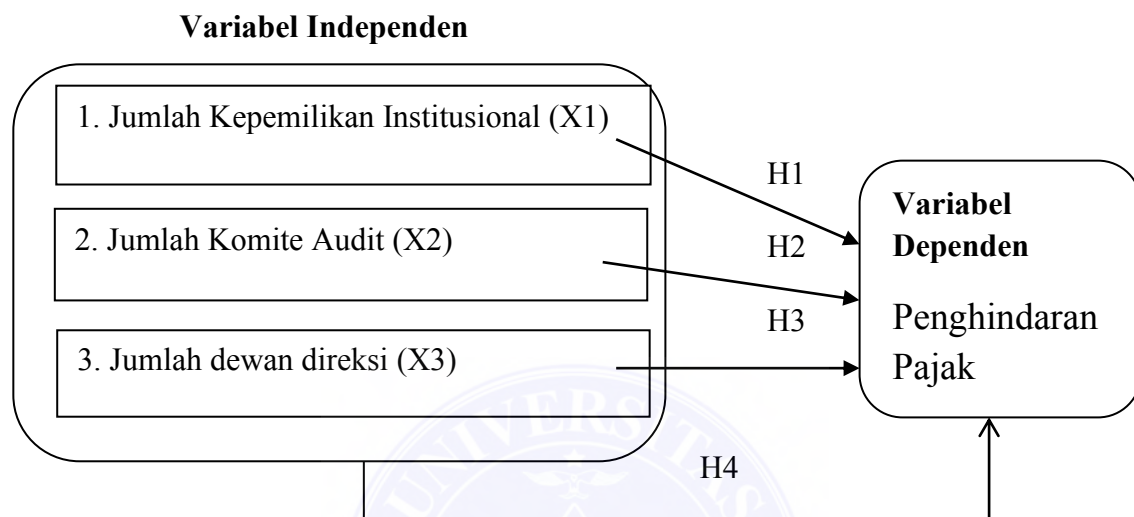 Variabel Independen
1. Jumlah Kepemilikan Institusional (X1)
H1
2. Jumlah Komite Audit (X2)
H2
H3
3. Jumlah dewan direksi (X3)
Variabel
Dependen
Penghindaran
Pajak
H4
UNIVERSITAS